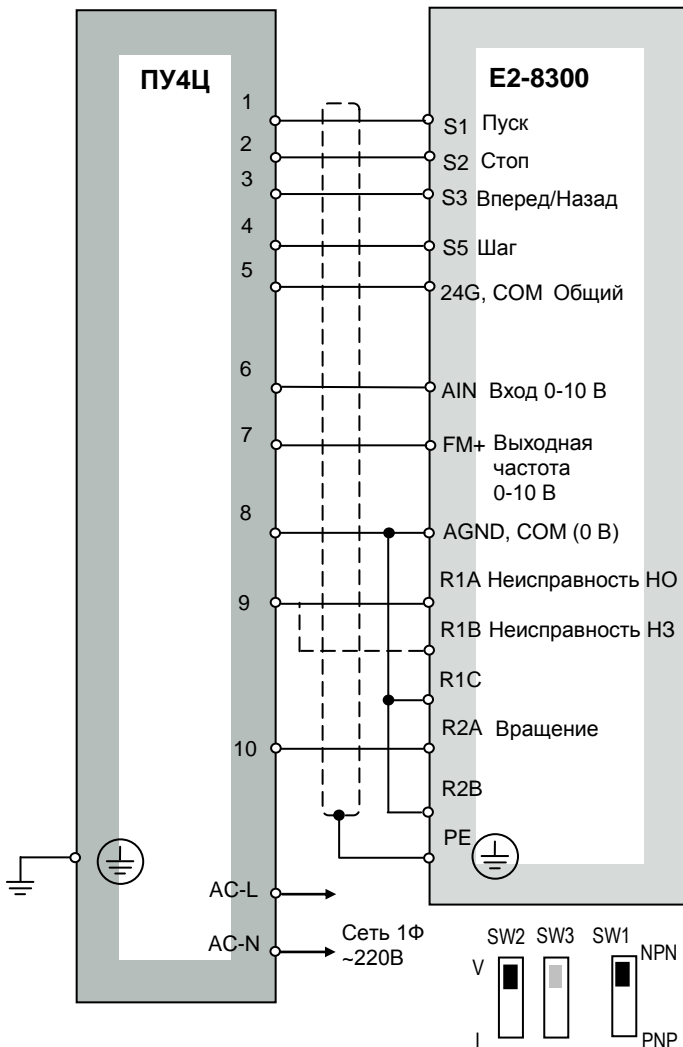 ПУ4Ц
E2-8300
1
S1 Пуск
2
S2 Стоп
3
S3 Вперед/Назад
4
S5 Шаг
5
24G, COM Общий
6
AIN Вход 0-10 В
7
FM+ Выходная
частота
0-10 В
8
AGND, COM (0 В)
R1A Неисправность НО
9
R1B Неисправность НЗ
R1C
R2A Вращение
10
R2B
PE
AC-L
AC-N
Сеть 1Ф
~220В
SW2 SW3 SW1
V
NPN
I
PNP